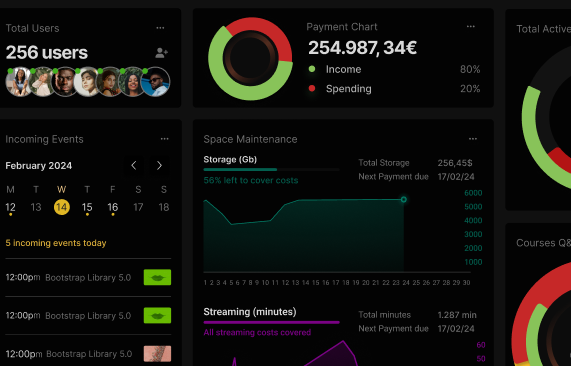 Total Users
256 users
Payment Chart
254.987,34€
Income 80%
Spending 20%
Total Active
Incoming Events
February 2024
M T W T F S S
12 13 14 15 16 17 18
5 incoming events today
12:00pm Bootstrap Library 5.0
12:00pm Bootstrap Library 5.0
12:00pm Bootstrap Library 5.0
Space Maintenance
Storage (Gb)
56% left to cover costs
Total Storage 256,45$
Next Payment due 17/02/24
6000
5000
4000
3000
2000
1000
1 2 3 4 5 6 7 8 9 10 11 12 13 14 15 16 17 18 19 20 21 22 23 24 25 26 27 28 29 30
Streaming (minutes)
All streaming costs covered
Total minutes 1.287 min
Next Payment due 17/02/24
60
50
Courses Q&